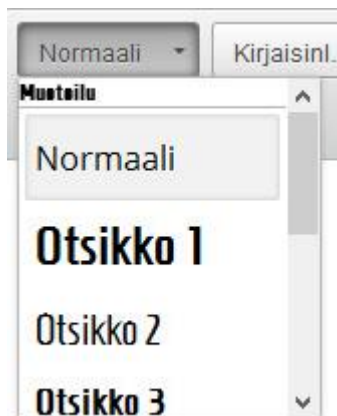 Normaali
Kirjaisinl.
Muotoilu
Normaali
Otsikko 1
Otsikko 2
Otsikko 3